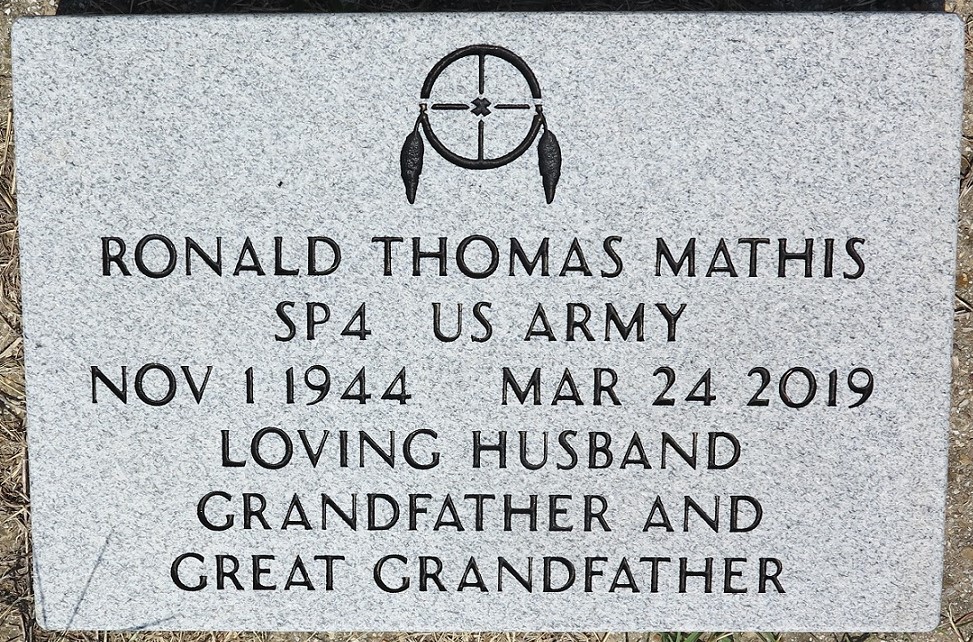 RONALD THOMAS MATHIS
SP4 US ARMY
NOV 1 1944 MAR 24 2019
LOVING HUSBAND
GRANDFATHER AND
GREAT GRANDFATHER